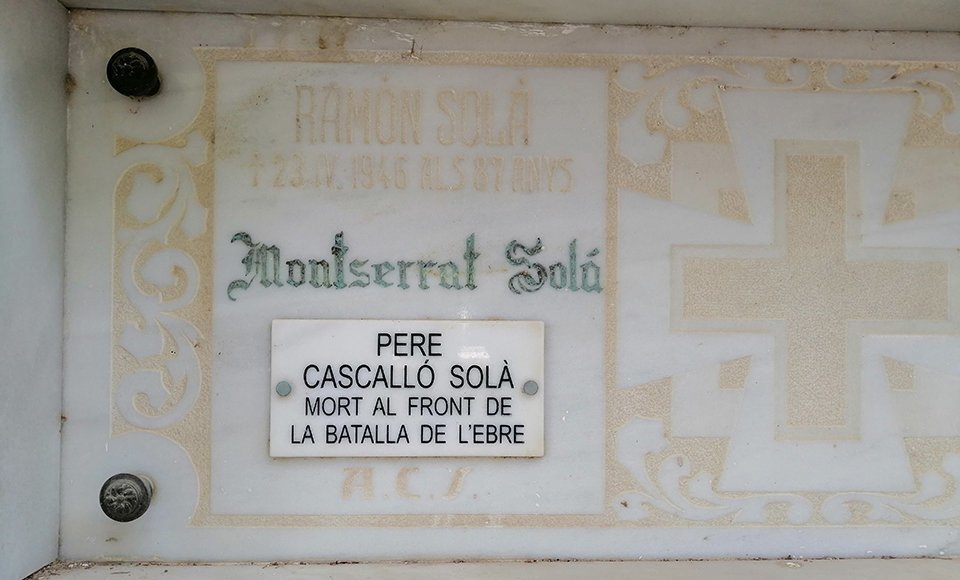 RAMÓN SOLÀ
† 23.IV.1946 ALS 87 ANYS
Montserrat Solá
PERE
CASCALLÓ SOLÀ
MORT AL FRONT DE
LA BATALLA DE L'EBRE
A.C.S.